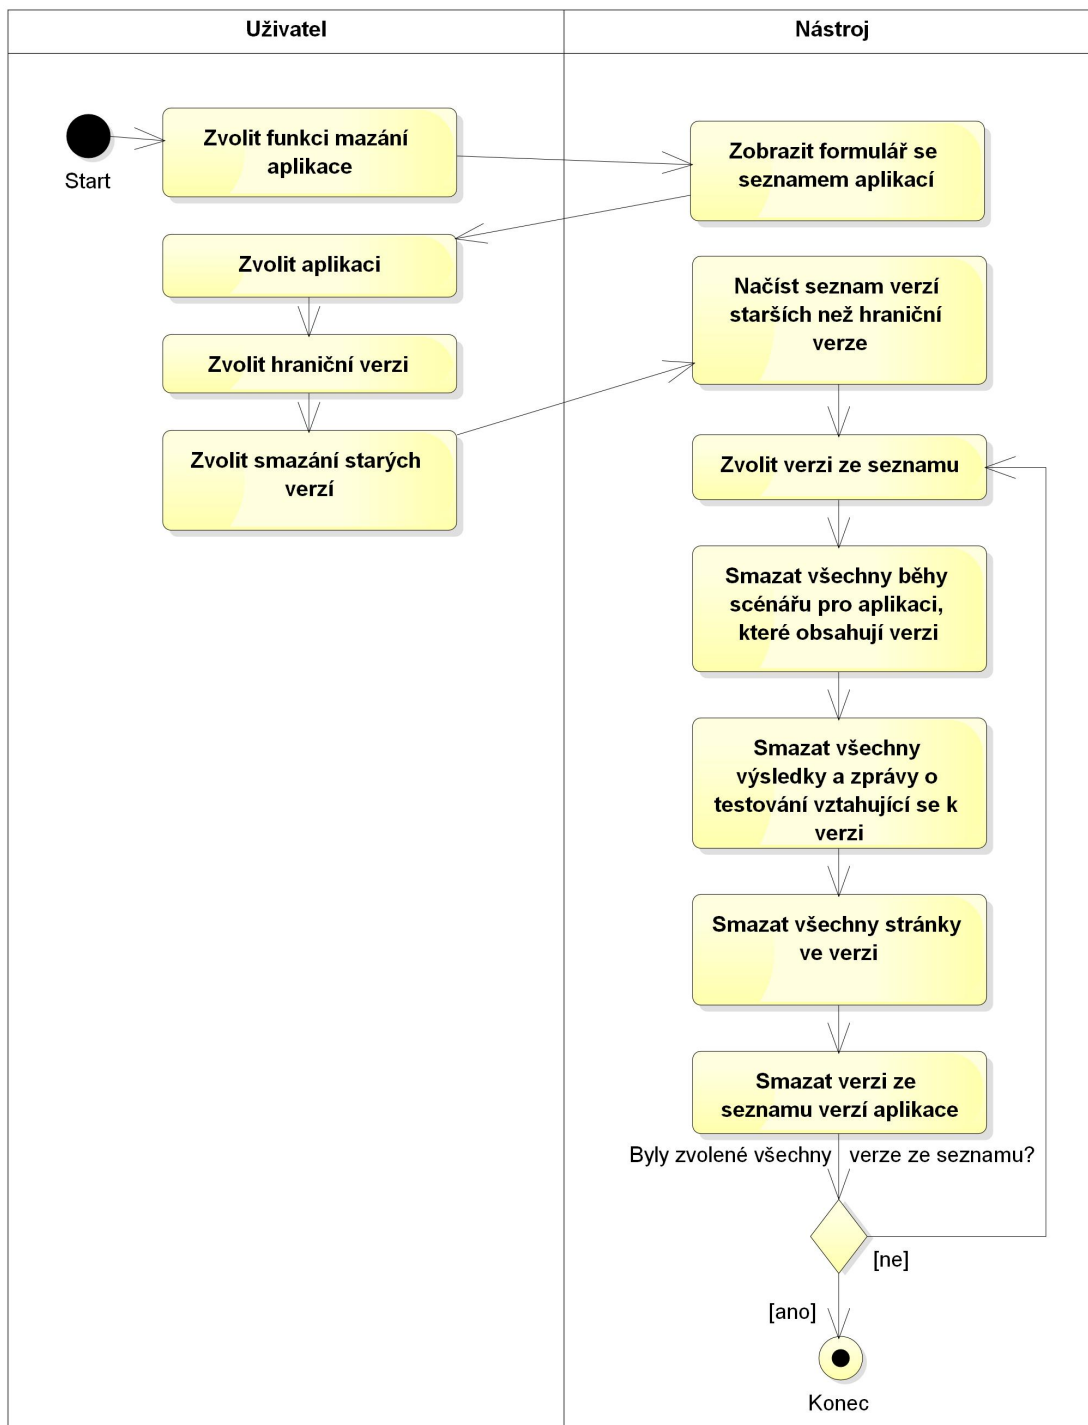 Uživatel
Nástroj
Start
Zvolit funkci mazání
aplikace
Zobrazit formulář se
seznamem aplikací
Zvolit aplikaci
Zvolit hraniční verzi
Zvolit smazání starých
verzí
Načíst seznam verzí
starších než hraniční
verze
Zvolit verzi ze seznamu
Smazat všechny běhy
scénářu pro aplikaci,
které obsahují verzi
Smazat všechny
výsledky a zprávy o
testování vztahující se k
verzi
Smazat všechny stránky
ve verzi
Smazat verzi ze
seznamu verzí aplikace
Byly zvolené všechny verze ze seznamu?
[ne]
[ano]
Konec